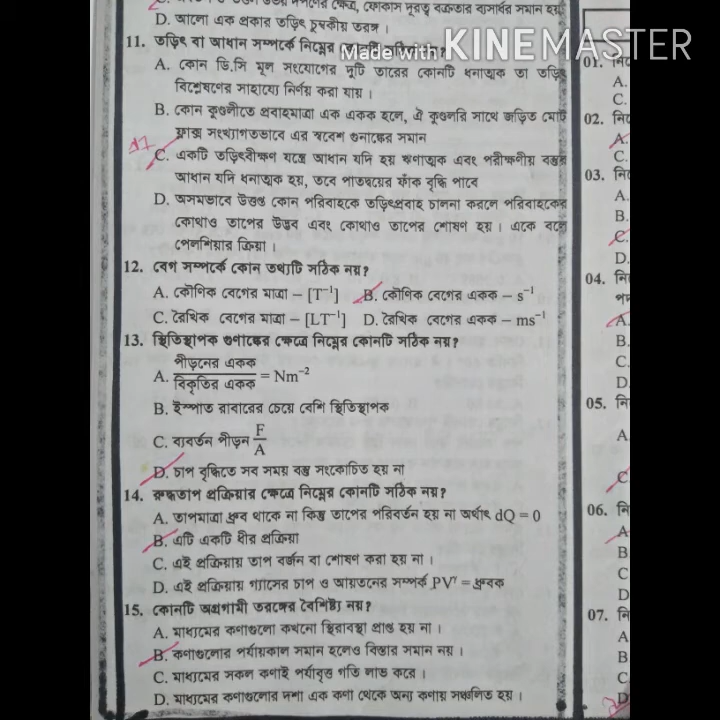 D. আলো এক প্রকার তড়িৎ চুম্বকীয় তরঙ্গ।
Made with KINEMASTER
11. তড়িৎ বা আধান সম্পর্কে নিম্নের
A. কোন ডি.সি মূল সংযোগের দুটি তারের কোনটি ধনাত্মক তা তড়িৎ
বিশ্লেষণের সাহায্যে নির্ণয় করা যায়।
B. কোন কুণ্ডলীতে প্রবাহমাত্রা এক একক হলে, ঐ কুণ্ডলীর সাথে জড়িত মোট
ফ্লাক্স সংখ্যাগতভাবে এর স্বাবেশ গুনাঙ্কের সমান
C. একটি তড়িৎবীক্ষণ যন্ত্রে আধান যদি হয় ঋণাত্মক এবং পরীক্ষণীয় বস্তুর
আধান যদি ধনাত্মক হয়, তবে পাতদ্বয়ের ফাঁক বৃদ্ধি পাবে
D. অসমভাবে উত্তপ্ত কোন পরিবাহকে তড়িৎপ্রবাহ চালনা করলে পরিবাহকের
কোথাও তাপের উদ্ভব এবং কোথাও তাপের শোষণ হয়। একে বলে
পেলশিয়ার ক্রিয়া।
12. বেগ সম্পর্কে কোন তথ্যটি সঠিক নয়?
A. কৌণিক বেগের মাত্রা – [T⁻¹] B. কৌণিক বেগের একক – s⁻¹
C. রৈখিক বেগের মাত্রা – [LT⁻¹] D. রৈখিক বেগের একক – ms⁻¹
13. স্থিতিস্থাপক গুণাঙ্কের ক্ষেত্রে নিম্নের কোনটি সঠিক নয়?
A. পীড়নের একক / বিকৃতির একক = Nm⁻²
B. ইস্পাত রাবারের চেয়ে বেশি স্থিতিস্থাপক
C. ব্যবর্তন পীড়ন F/A
D. চাপ বৃদ্ধিতে সব সময় বস্তু সংকোচিত হয় না
14. রুদ্ধতাপ প্রক্রিয়ার ক্ষেত্রে নিম্নের কোনটি সঠিক নয়?
A. তাপমাত্রা ধ্রুব থাকে না কিন্তু তাপের পরিবর্তন হয় না অর্থাৎ dQ = 0
B. এটি একটি ধীর প্রক্রিয়া
C. এই প্রক্রিয়ায় তাপ বর্জন বা শোষণ করা হয় না।
D. এই প্রক্রিয়ায় গ্যাসের চাপ ও আয়তনের সম্পর্ক PVʳ = ধ্রুবক
15. কোনটি অগ্রগামী তরঙ্গের বৈশিষ্ট্য নয়?
A. মাধ্যমের কণাগুলো কখনো স্থিরাবস্থা প্রাপ্ত হয় না।
B. কণাগুলোর পর্যায়কাল সমান হলেও বিস্তার সমান নয়।
C. মাধ্যমের সকল কণাই পর্যাবৃত্ত গতি লাভ করে।
D. মাধ্যমের কণাগুলোর দশা এক কণা থেকে অন্য কণায় সঞ্চালিত হয়।
01.
A.
C.
02. নি
A.
C.
03. নি
A.
B.
C.
D.
04. নি
A.
B.
C.
D.
05. নি
A
C
06. নি
A
B
C
D
07. নি
A
B
C
D